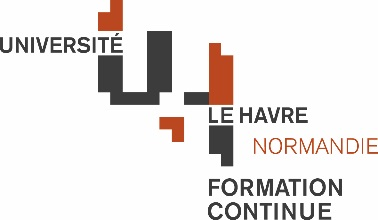 UNIVERSITÉ
LE HAVRE
NORMANDIE
FORMATION
CONTINUE